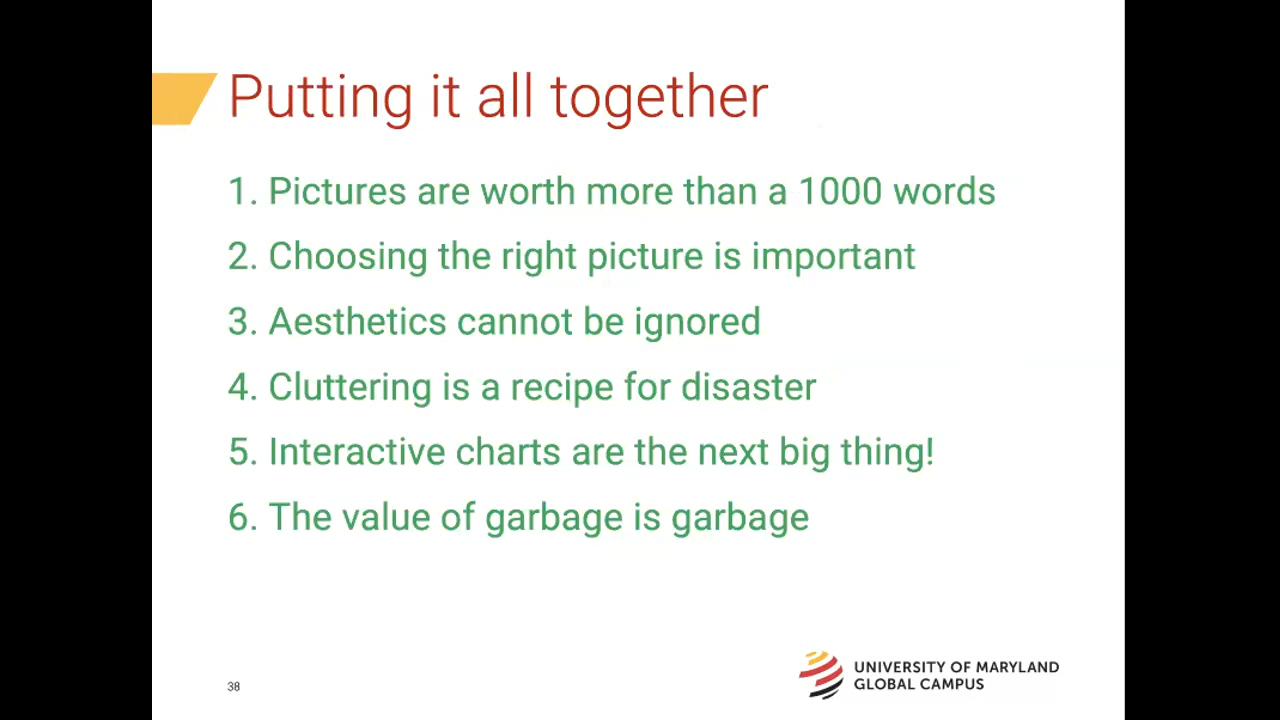 Putting it all together
1. Pictures are worth more than a 1000 words
2. Choosing the right picture is important
3. Aesthetics cannot be ignored
4. Cluttering is a recipe for disaster
5. Interactive charts are the next big thing!
6. The value of garbage is garbage
38
UNIVERSITY OF MARYLAND
GLOBAL CAMPUS